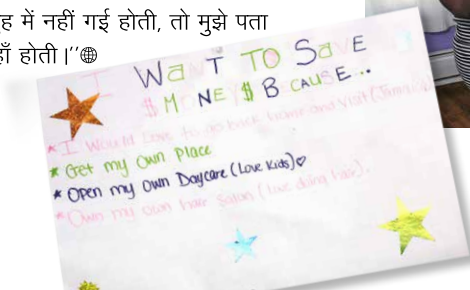 ह में नहीं गई होती, तो मुझे पता
हाँ होती।”
I WaNT TO SavE
$ MONEY $ BECAUSE...
* I Would Love to go back home and visit
* Get my Own Place
* Open my Own Daycare (Love Kids)♡
* Own my own hair Salon (Love doing hair).